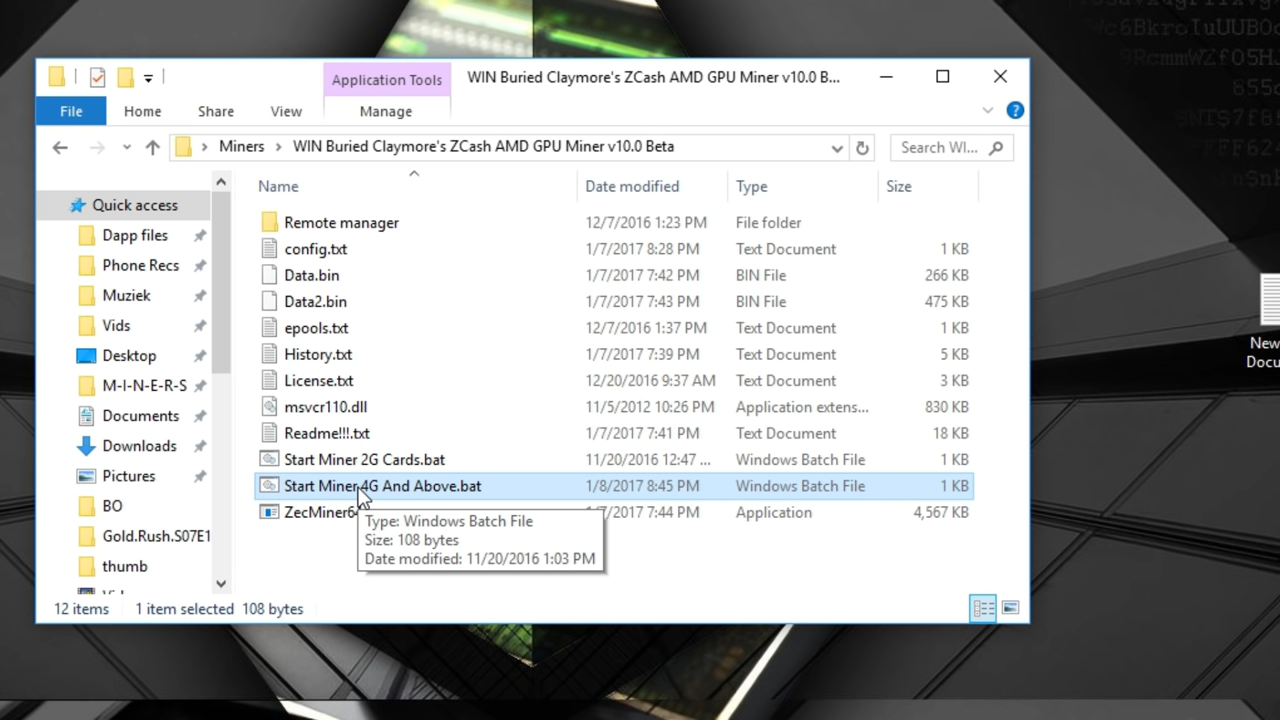 Application Tools
WIN Buried Claymore's ZCash AMD GPU Miner v10.0 B...
File Home Share View Manage
Miners WIN Buried Claymore's ZCash AMD GPU Miner v10.0 Beta
Search WI...
Name Date modified Type Size
Quick access
Dapp files
Phone Recs
Muziek
Vids
Desktop
M-I-N-E-R-S
Documents
Downloads
Pictures
BO
Gold.Rush.S07E1
thumb
Remote manager 12/7/2016 1:23 PM File folder
config.txt 1/7/2017 8:28 PM Text Document 1 KB
Data.bin 1/7/2017 7:42 PM BIN File 266 KB
Data2.bin 1/7/2017 7:43 PM BIN File 475 KB
epools.txt 12/7/2016 1:37 PM Text Document 1 KB
History.txt 1/7/2017 7:39 PM Text Document 5 KB
License.txt 12/20/2016 9:37 AM Text Document 3 KB
msvcr110.dll 11/5/2012 10:26 PM Application extens... 830 KB
Readme!!!.txt 1/7/2017 7:41 PM Text Document 18 KB
Start Miner 2G Cards.bat 11/20/2016 12:47 ... Windows Batch File 1 KB
Start Miner 4G And Above.bat 1/8/2017 8:45 PM Windows Batch File 1 KB
ZecMiner6 7/2017 7:44 PM Application 4,567 KB
Type: Windows Batch File
Size: 108 bytes
Date modified: 11/20/2016 1:03 PM
12 items 1 item selected 108 bytes
New
Docu